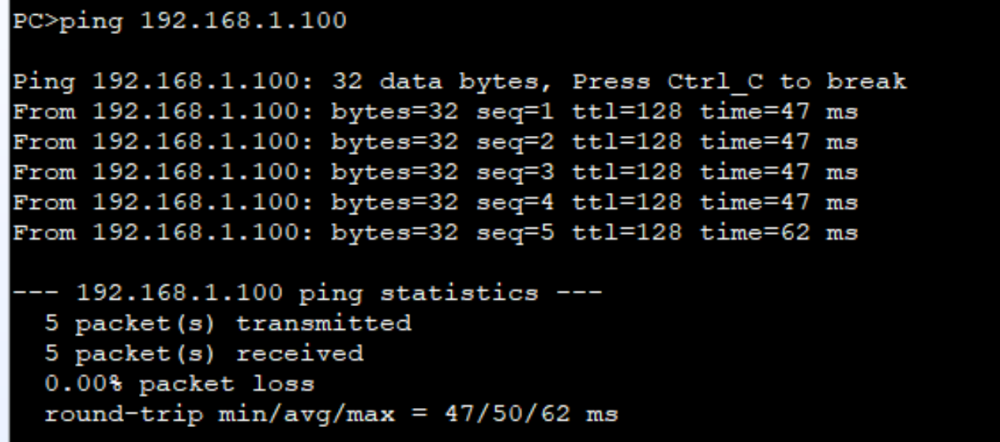 PC>ping 192.168.1.100
Ping 192.168.1.100: 32 data bytes, Press Ctrl_C to break
From 192.168.1.100: bytes=32 seq=1 ttl=128 time=47 ms
From 192.168.1.100: bytes=32 seq=2 ttl=128 time=47 ms
From 192.168.1.100: bytes=32 seq=3 ttl=128 time=47 ms
From 192.168.1.100: bytes=32 seq=4 ttl=128 time=47 ms
From 192.168.1.100: bytes=32 seq=5 ttl=128 time=62 ms
--- 192.168.1.100 ping statistics ---
5 packet(s) transmitted
5 packet(s) received
0.00% packet loss
round-trip min/avg/max = 47/50/62 ms